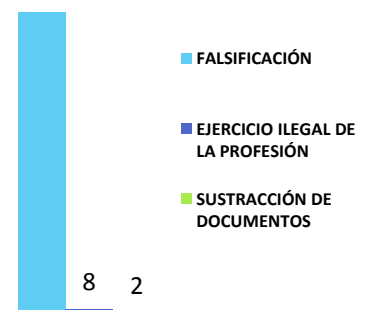 FALSIFICACIÓN
EJERCICIO ILEGAL DE
LA PROFESIÓN
SUSTRACCIÓN DE
DOCUMENTOS
8
2